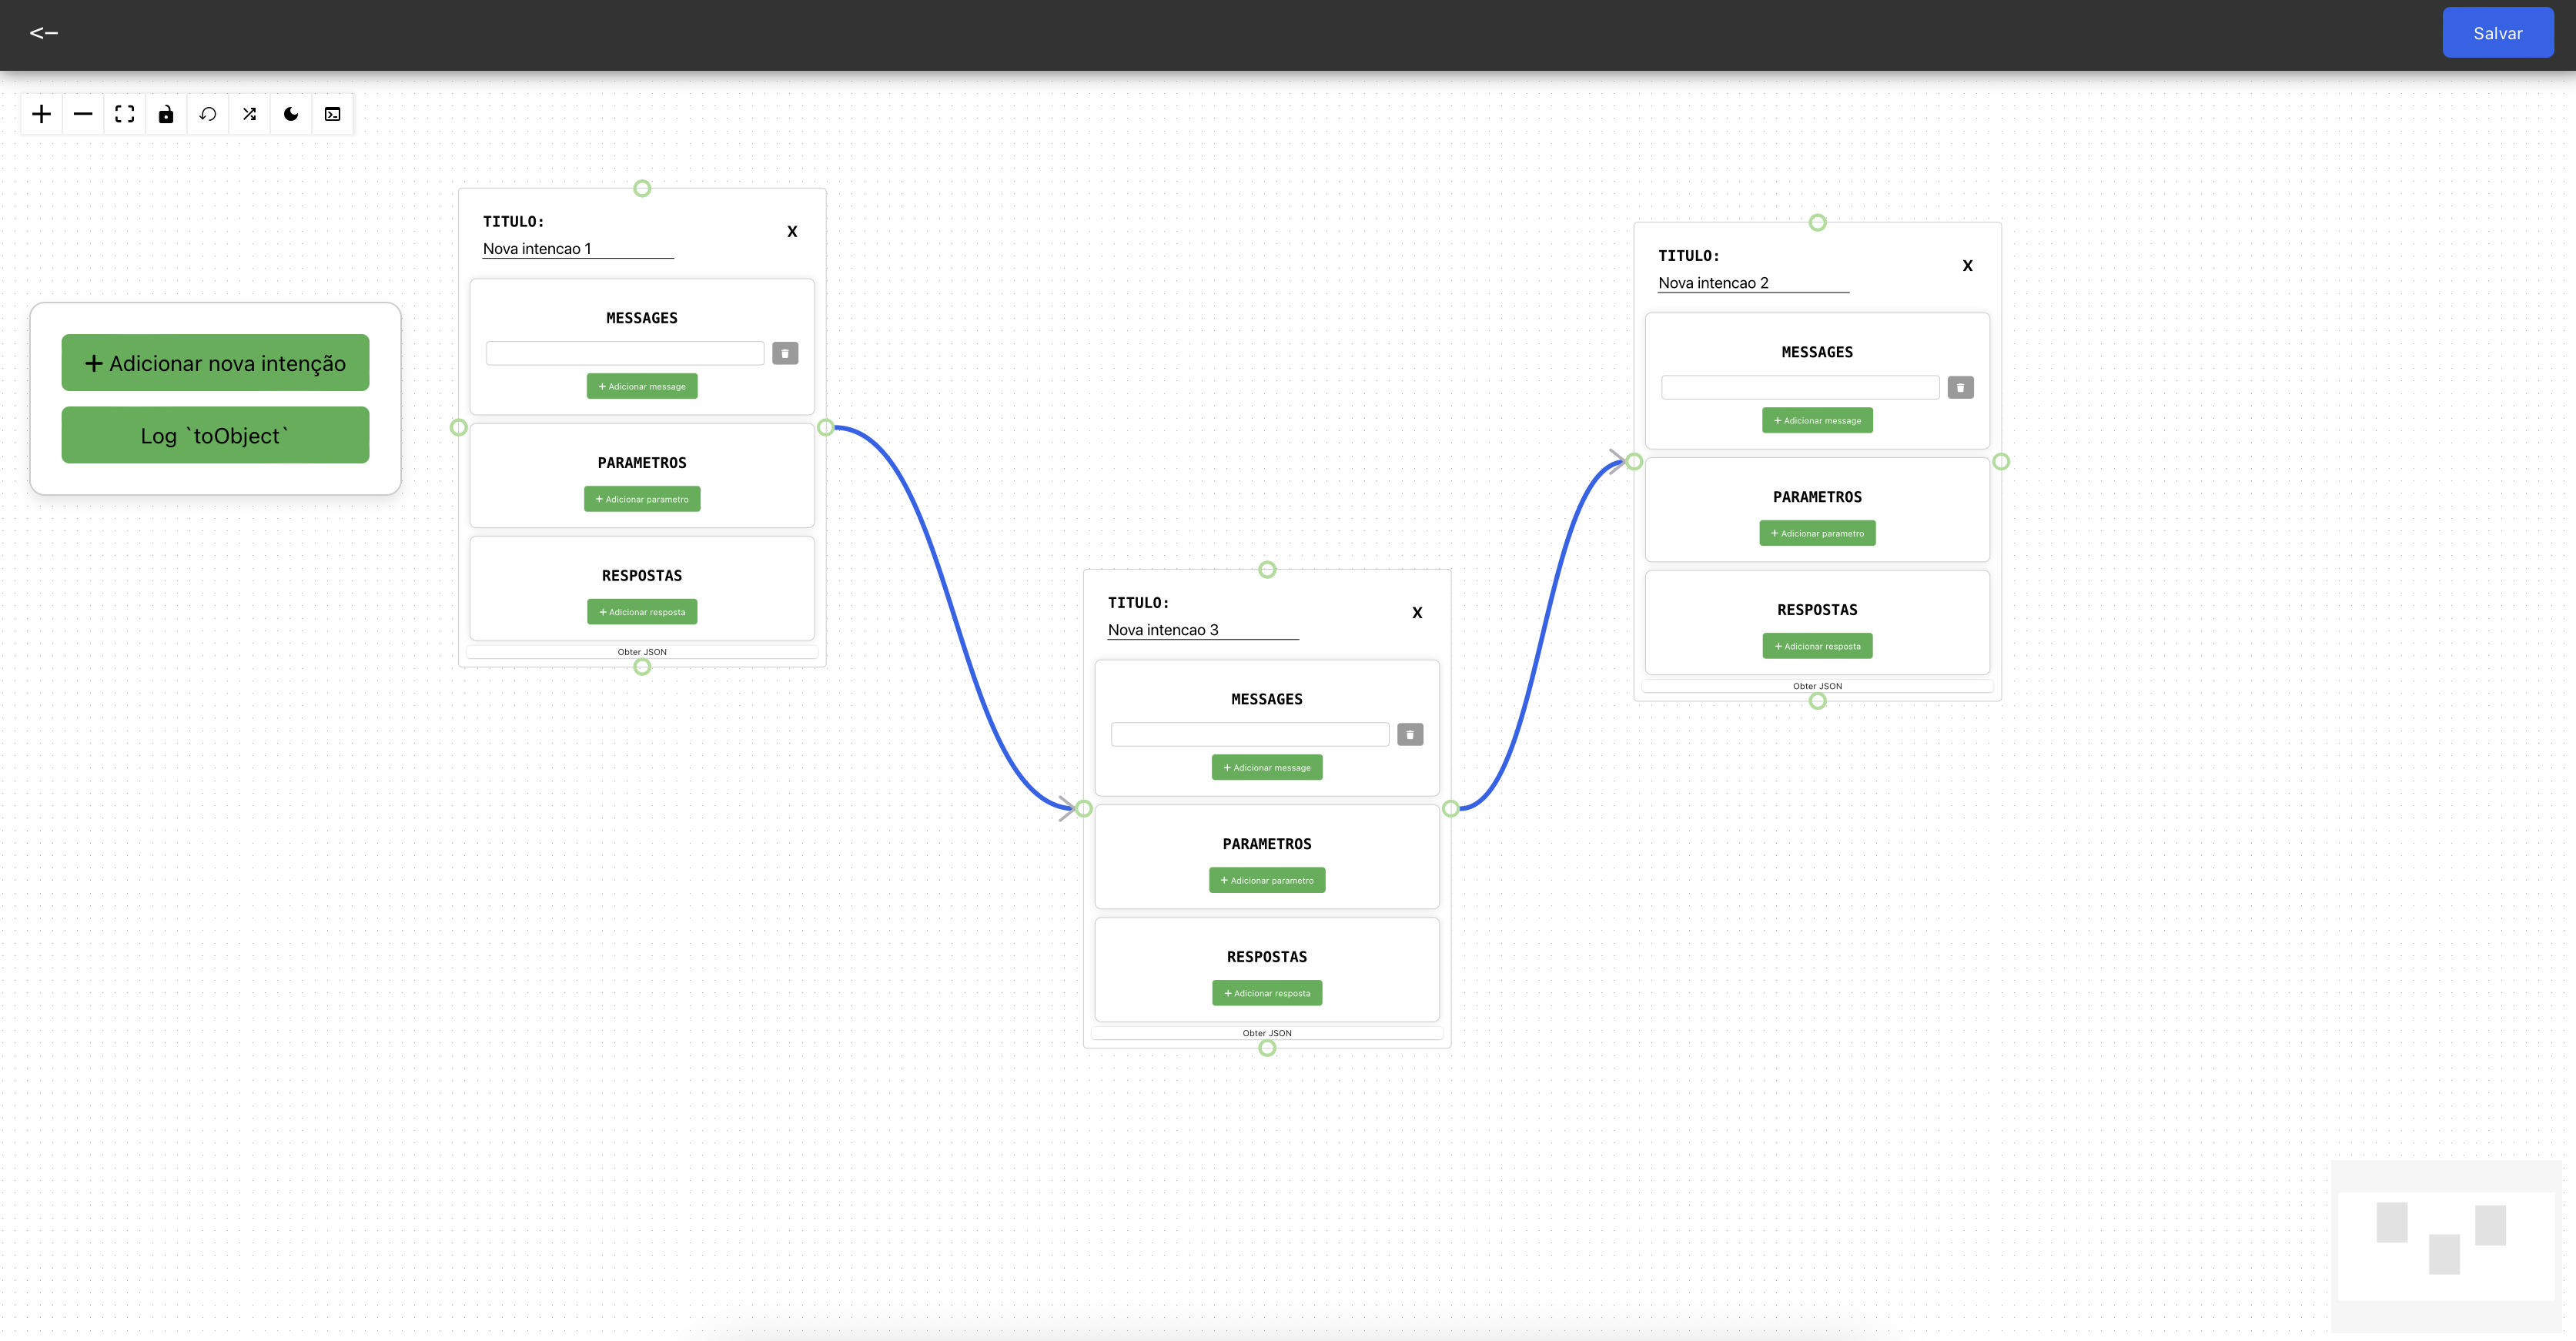 <-
Salvar
+ Adicionar nova intenção
Log `toObject`
TITULO:
X
Nova intencao 1
MESSAGES
+ Adicionar message
PARAMETROS
+ Adicionar parametro
RESPOSTAS
+ Adicionar resposta
Obter JSON
TITULO:
X
Nova intencao 3
MESSAGES
+ Adicionar message
PARAMETROS
+ Adicionar parametro
RESPOSTAS
+ Adicionar resposta
Obter JSON
TITULO:
X
Nova intencao 2
MESSAGES
+ Adicionar message
PARAMETROS
+ Adicionar parametro
RESPOSTAS
+ Adicionar resposta
Obter JSON